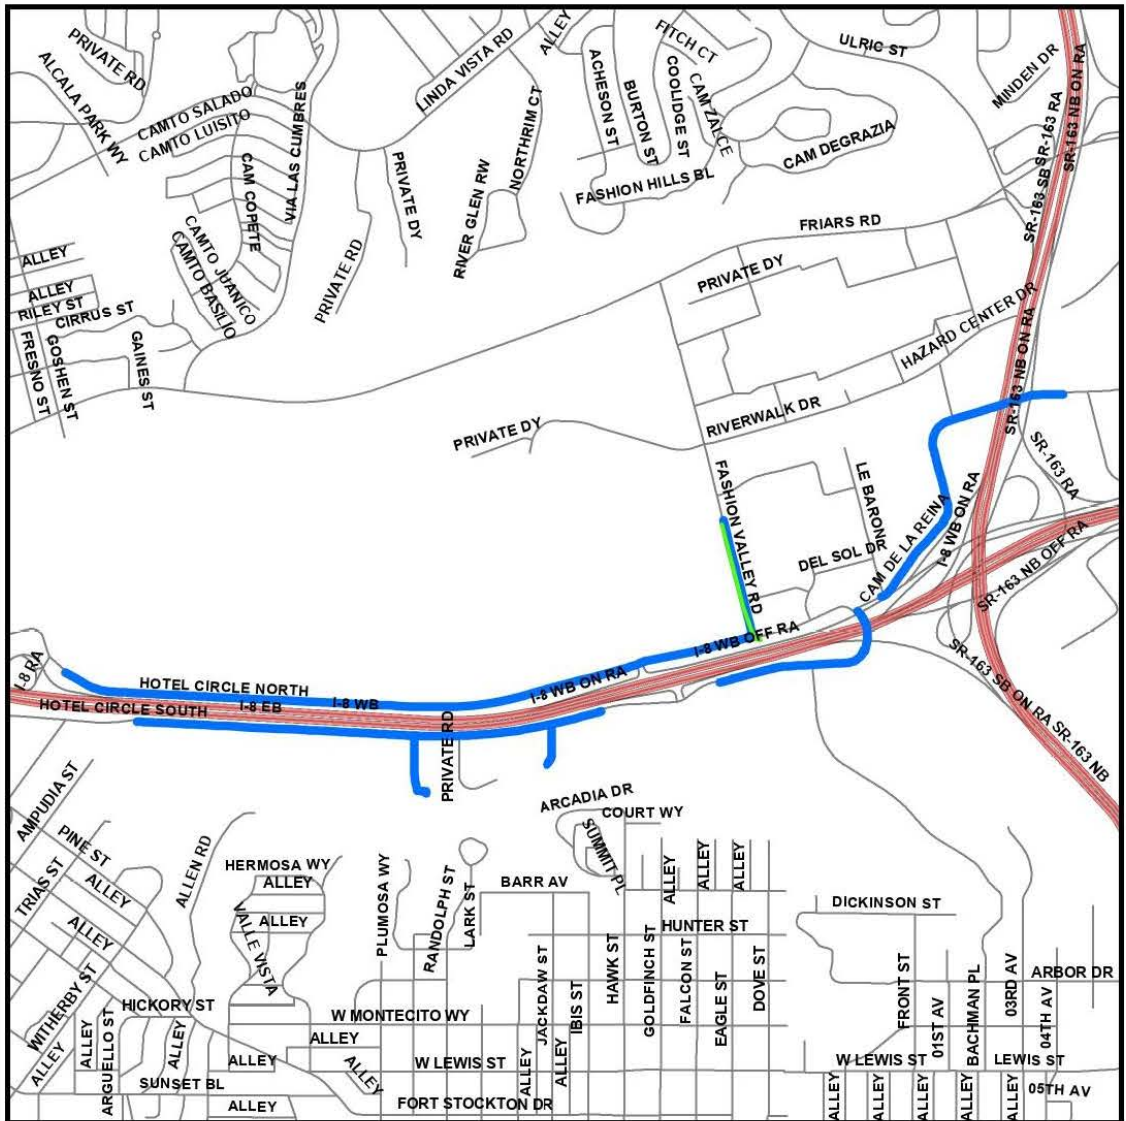 PRIVATE RD
ALCALA PARK WY
CAMTO SALADO
CAMTO LUISITO
VIA LAS CUMBRES
CAM COPETE
CAMTO JUANICO
CAMTO BASILIO
LINDA VISTA RD
ALLEY
NORTHRIM CT
ACHESON ST
BURTON ST
FITCH CT
COOLIDGE ST
CAM ZALCE
CAM DEGRAZIA
ULRIC ST
MINDEN DR
SR-163 RA
SR-163 NB ON RA
SR-163 SB
FASHION HILLS BL
PRIVATE DY
PRIVATE RD
RIVER GLEN RW
FRIARS RD
PRIVATE DY
HAZARD CENTER DR
SR-163 NB ON RA
ALLEY
ALLEY
RILEY ST
CIRRUS ST
FRESNO ST
GOSHEN ST
GAINES ST
PRIVATE DY
RIVERWALK DR
SR-163 RA
FASHION VALLEY RD
LE BARON
CAM DE LA REINA
I-8 WB ON RA
DEL SOL DR
SR-163 NB OFF RA
I-8 WB OFF RA
I-8 RA
HOTEL CIRCLE NORTH
I-8 WB
I-8 WB ON RA
HOTEL CIRCLE SOUTH
I-8 EB
SR-163 SB ON RA
SR-163 NB
PRIVATE RD
AMPUDIA ST
ARCADIA DR
COURT WY
SUMMIT PL
PINE ST
TRIAS ST
ALLEY
ALLEY
ALLEN RD
HERMOSA WY
ALLEY
ALLEY
VALLE VISTA
PLUMOSA WY
RANDOLPH ST
LARK ST
BARR AV
ALLEY
ALLEY
ALLEY
HUNTER ST
DICKINSON ST
WITHERBY ST
HICKORY ST
W MONTECITO WY
JACKDAW ST
IBIS ST
HAWK ST
GOLDFINCH ST
FALCON ST
EAGLE ST
DOVE ST
FRONT ST
01ST AV
BACHMAN PL
03RD AV
04TH AV
ARBOR DR
ALLEY
ALLEY
ARGUELLO ST
ALLEY
ALLEY
ALLEY
ALLEY
W LEWIS ST
ALLEY
ALLEY
W LEWIS ST
LEWIS ST
SUNSET BL
ALLEY
FORT STOCKTON DR
ALLEY
ALLEY
ALLEY
ALLEY
ALLEY
05TH AV